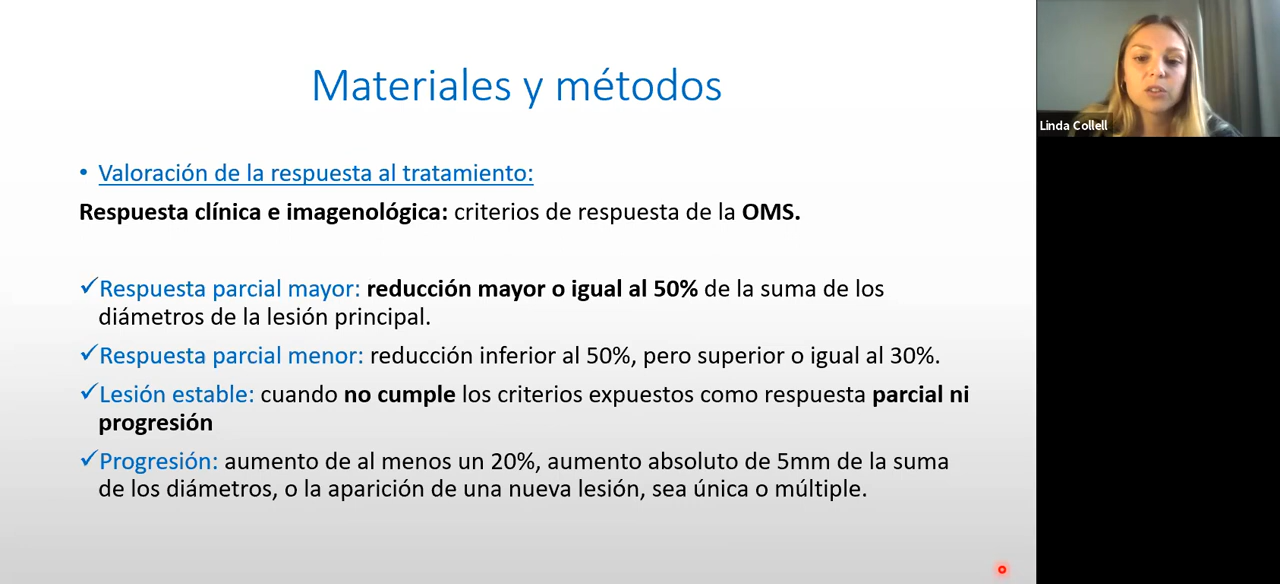 Materiales y métodos
• Valoración de la respuesta al tratamiento:
Respuesta clínica e imagenológica: criterios de respuesta de la OMS.
✓Respuesta parcial mayor: reducción mayor o igual al 50% de la suma de los
diámetros de la lesión principal.
✓Respuesta parcial menor: reducción inferior al 50%, pero superior o igual al 30%.
✓Lesión estable: cuando no cumple los criterios expuestos como respuesta parcial ni
progresión
✓Progresión: aumento de al menos un 20%, aumento absoluto de 5mm de la suma
de los diámetros, o la aparición de una nueva lesión, sea única o múltiple.
Linda Collell